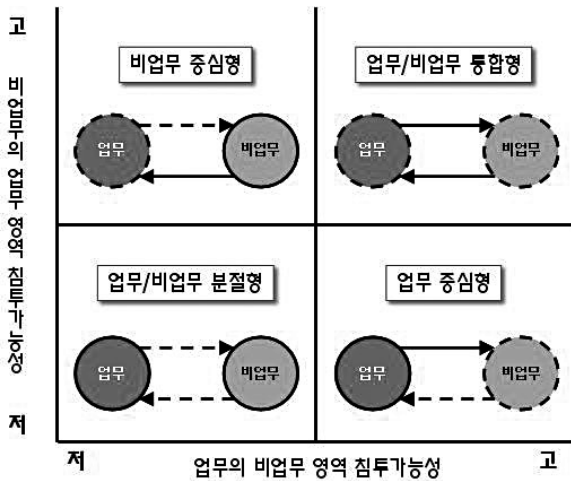 고
비업무의 업무 영역 침투가능성
저
비업무 중심형
업무
비업무
업무/비업무 통합형
업무
비업무
업무/비업무 분절형
업무
비업무
업무 중심형
업무
비업무
저
업무의 비업무 영역 침투가능성
고